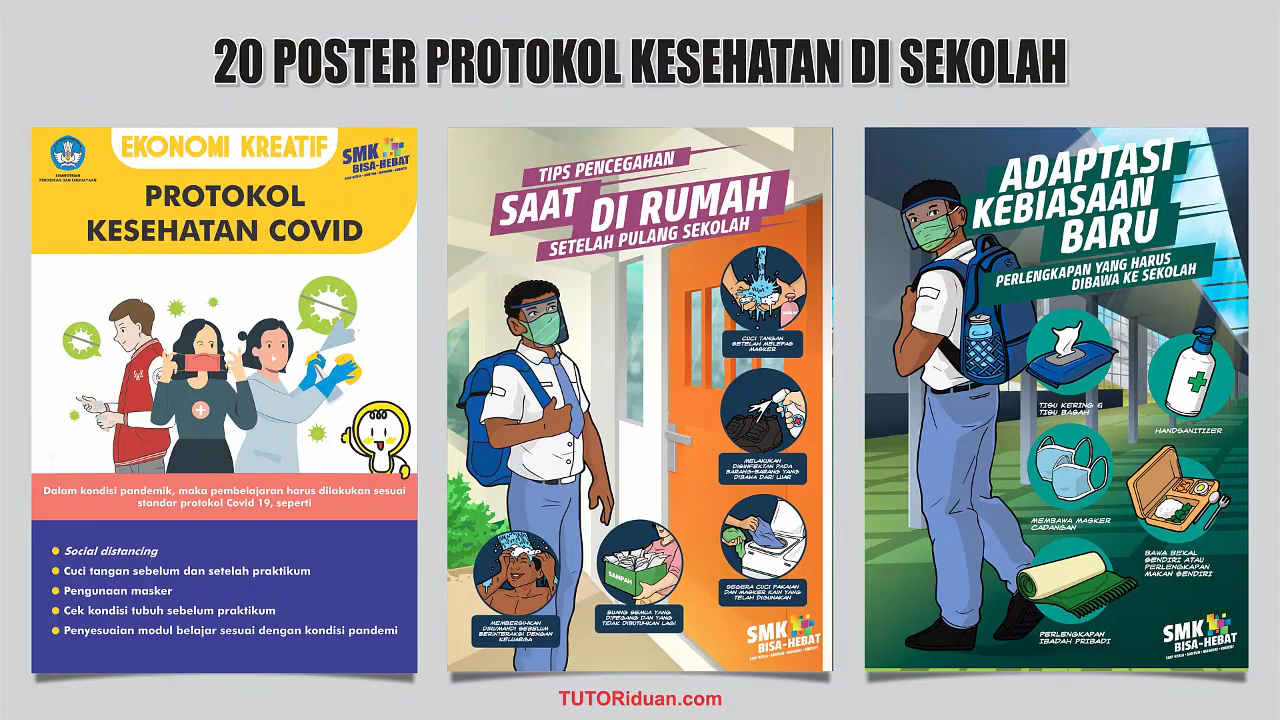 20 POSTER PROTOKOL KESEHATAN DI SEKOLAH
EKONOMI KREATIF
KEMENTERIAN
PENDIDIKAN DAN KEBUDAYAAN
SMK
BISA-HEBAT
PROTOKOL
KESEHATAN COVID
Dalam kondisi pandemik, maka pembelajaran harus dilakukan sesuai
standar protokol Covid 19, seperti
Social distancing
Cuci tangan sebelum dan setelah praktikum
Pengunaan masker
Cek kondisi tubuh sebelum praktikum
Penyesuaian modul belajar sesuai dengan kondisi pandemi
TIPS PENCEGAHAN
SAAT DI RUMAH
SETELAH PULANG SEKOLAH
CUCI TANGAN
SETELAH MELEPAS
MASKER
MELAKUKAN
DISINFEKTAN PADA
BARANG-BARANG YANG
DIBAWA DARI LUAR
SEGERA CUCI PAKAIAN
DAN MASKER KAIN YANG
TELAH DIGUNAKAN
SAMPAH
BUANG SEMUA YANG
DIPEGANG DAN YANG
TIDAK DIBUTUHKAN LAGI
MEMBERSIHKAN
DIRI/MANDI SEBELUM
BERINTERAKSI DENGAN
KELUARGA
SMK
BISA-HEBAT
ADAPTASI
KEBIASAAN
BARU
PERLENGKAPAN YANG HARUS
DIBAWA KE SEKOLAH
TISU KERING &
TISU BASAH
HANDSANITIZER
MEMBAWA MASKER
CADANGAN
BAWA BEKAL
SENDIRI ATAU
PERLENGKAPAN
MAKAN SENDIRI
PERLENGKAPAN
IBADAH PRIBADI
SMK
BISA-HEBAT
TUTORiduan.com